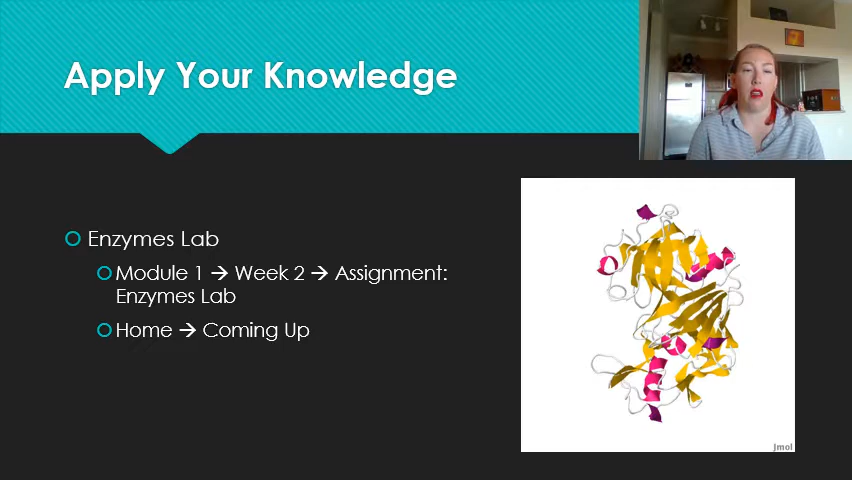 Apply Your Knowledge
Enzymes Lab
Module 1 → Week 2 → Assignment:
Enzymes Lab
Home → Coming Up
Jmol